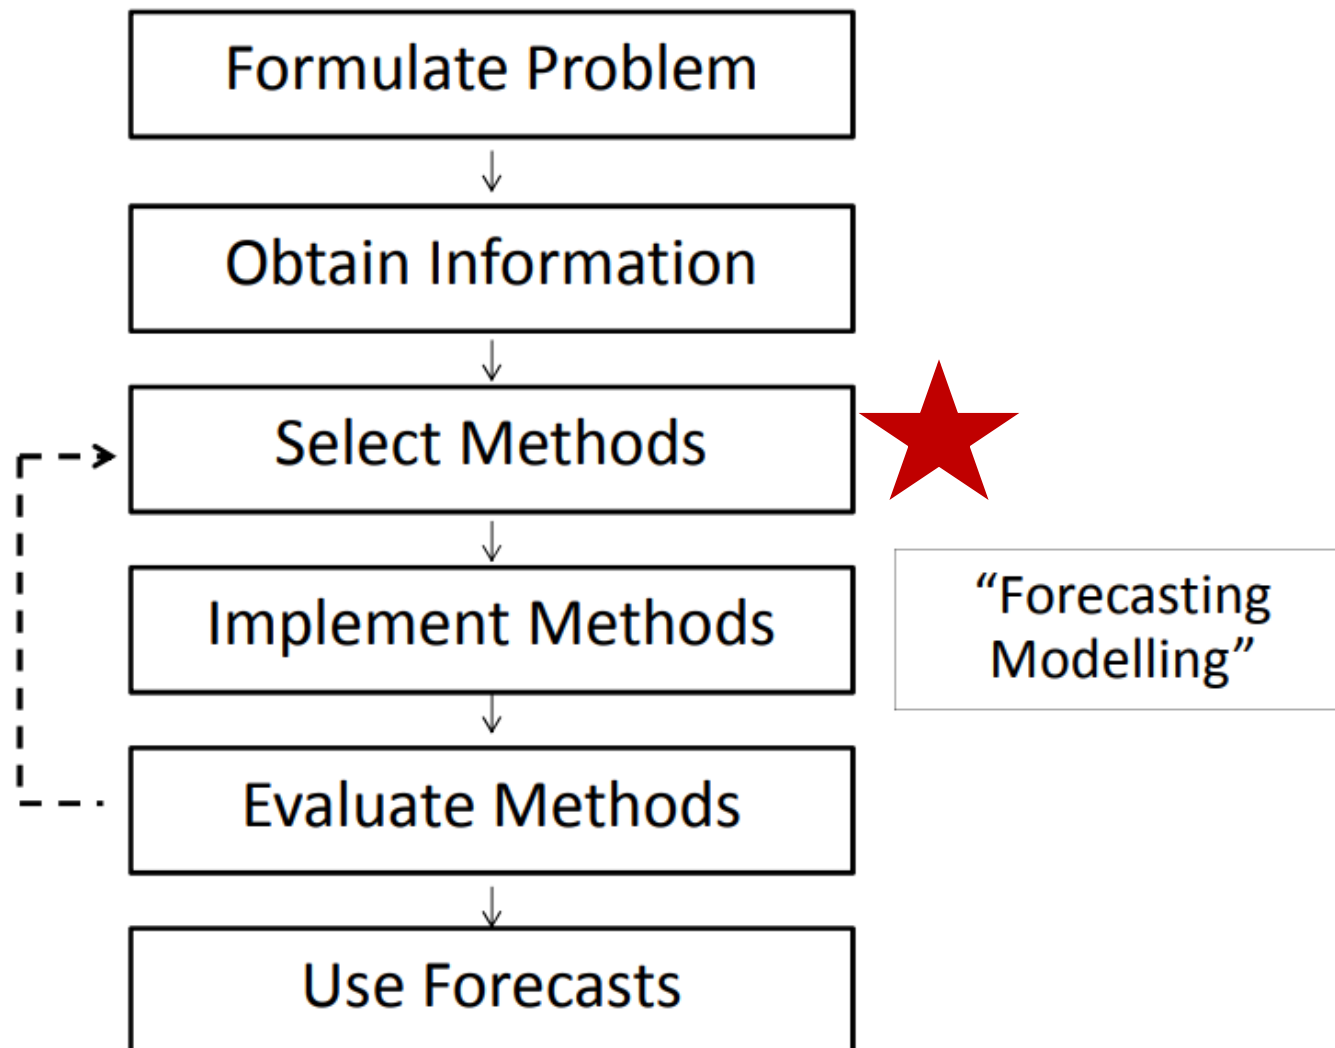 Formulate Problem
Obtain Information
Select Methods
Implement Methods
“Forecasting
Modelling”
Evaluate Methods
Use Forecasts